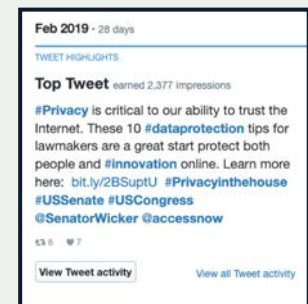 Feb 2019 · 28 days
TWEET HIGHLIGHTS
Top Tweet earned 2,377 impressions
#Privacy is critical to our ability to trust the
Internet. These 10 #dataprotection tips for
lawmakers are a great start protect both
people and #innovation online. Learn more
here: bit.ly/2BSuptU #Privacyinthehouse
#USSenate #USCongress
@SenatorWicker @accessnow
6 7
View Tweet activity View all Tweet activity